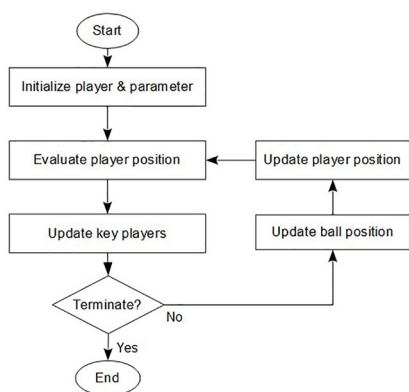 Start
Initialize player & parameter
Evaluate player position
Update player position
Update key players
Update ball position
Terminate?
No
Yes
End